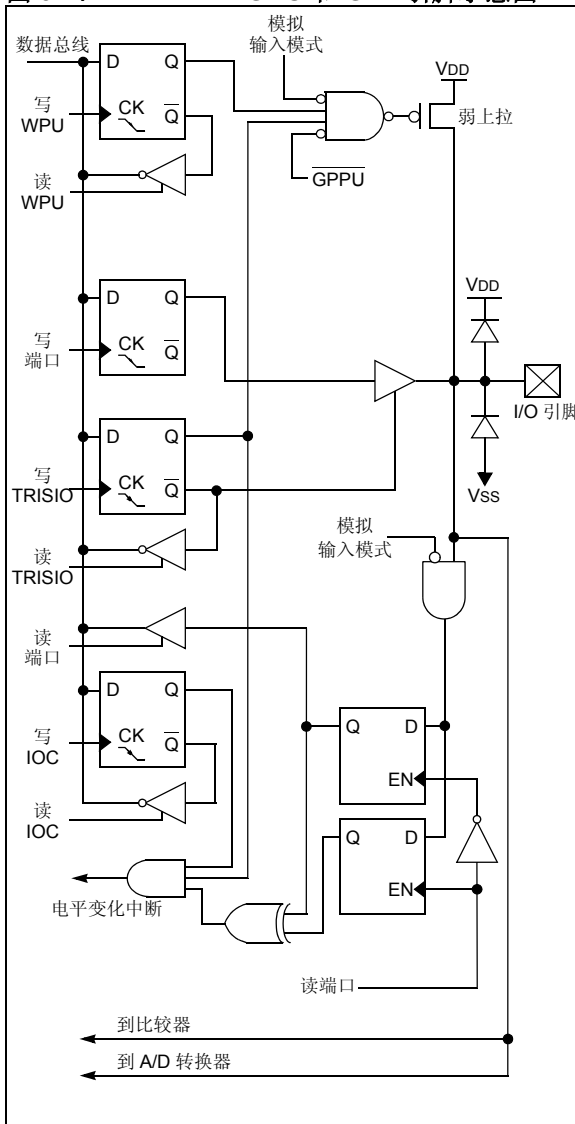 模拟
输入模式
数据总线
D Q
VDD
写
WPU
CK Q
弱上拉
读
WPU
GPPU
D Q
VDD
写
端口
CK Q
I/O 引脚
D Q
写
TRISIO
CK Q
VSS
模拟
输入模式
读
TRISIO
读
端口
D Q
Q D
写
IOC
CK Q
EN
读
IOC
Q D
电平变化中断
EN
读端口
到比较器
到 A/D 转换器